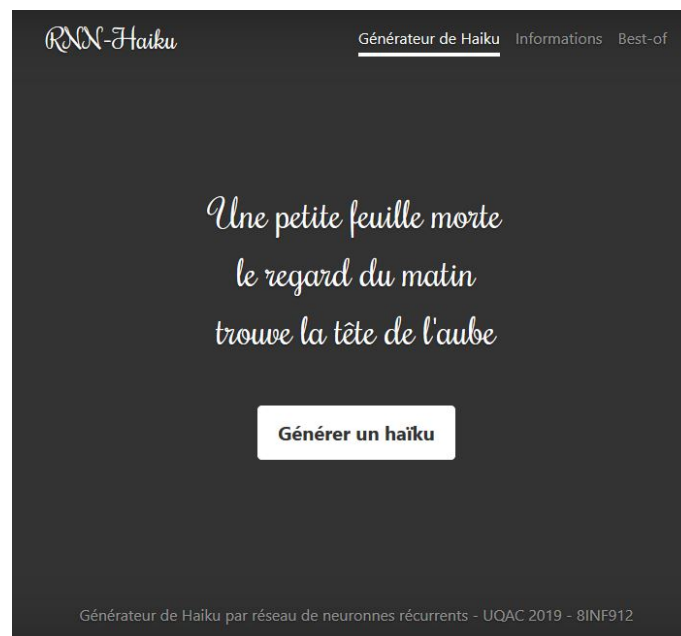 RNN-Haiku
Générateur de Haiku Informations Best-of
Une petite feuille morte
le regard du matin
trouve la tête de l'aube
Générer un haïku
Générateur de Haiku par réseau de neuronnes récurrents - UQAC 2019 - 8INF912